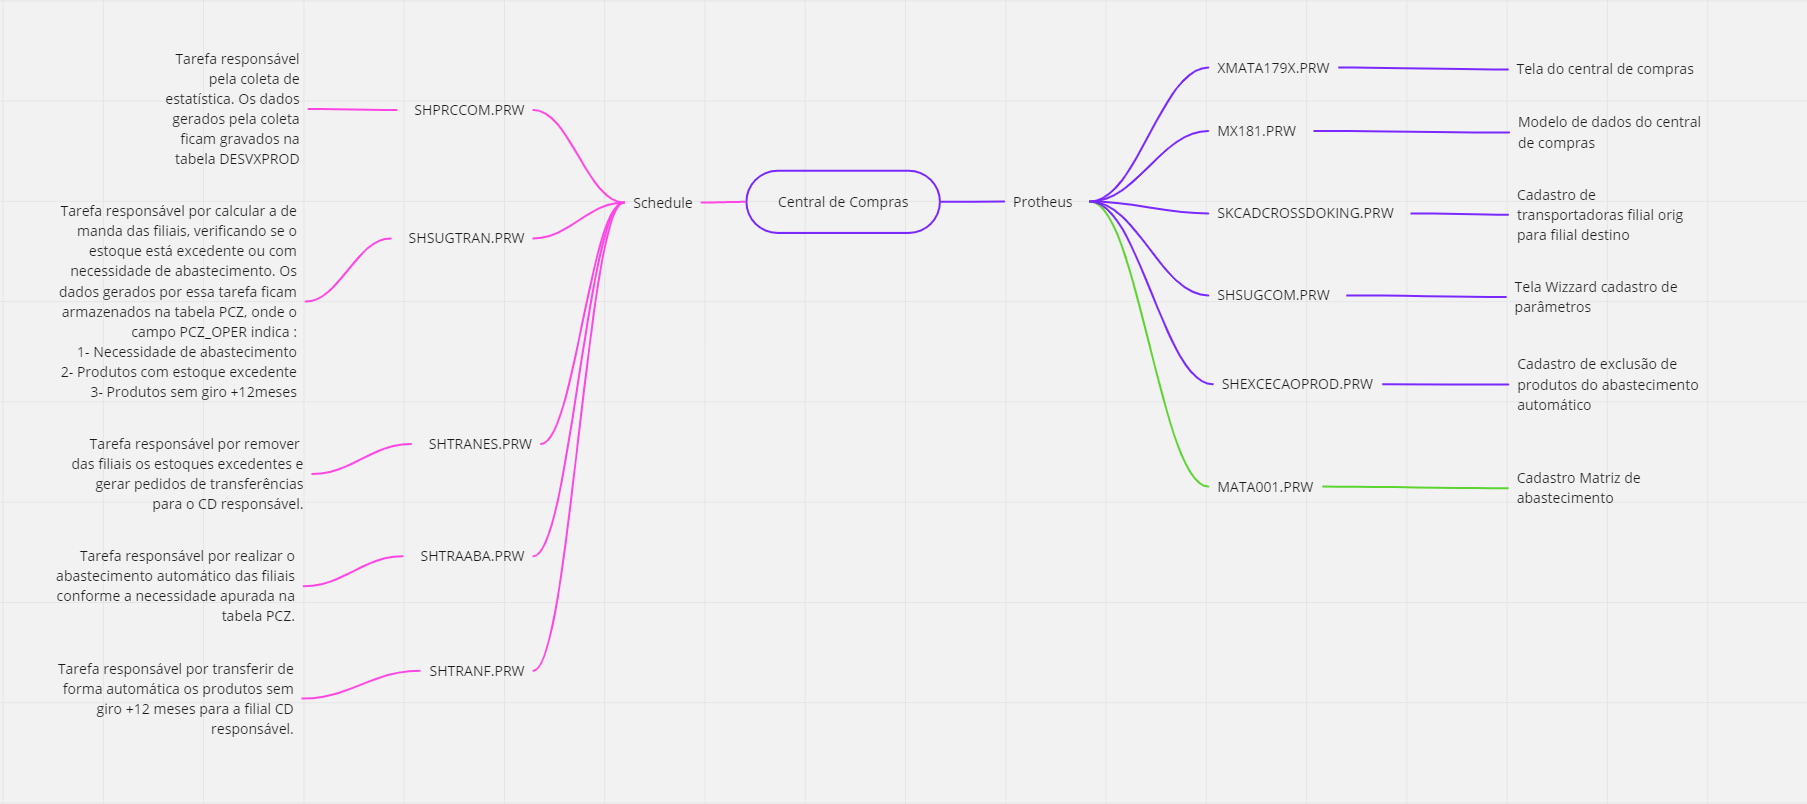 Tarefa responsável
pela coleta de
estatística. Os dados
gerados pela coleta
ficam gravados na
tabela DESVXPROD
SHPRCCOM.PRW
Tarefa responsável por calcular a de
manda das filiais, verificando se o
estoque está excedente ou com
necessidade de abastecimento. Os
dados gerados por essa tarefa ficam
armazenados na tabela PCZ, onde o
campo PCZ_OPER indica :
1- Necessidade de abastecimento
2- Produtos com estoque excedente
3- Produtos sem giro +12meses
SHSUGTRAN.PRW
Tarefa responsável por remover
das filiais os estoques excedentes e
gerar pedidos de transferências
para o CD responsável.
SHTRANES.PRW
Tarefa responsável por realizar o
abastecimento automático das filiais
conforme a necessidade apurada na
tabela PCZ.
SHTRAABA.PRW
Tarefa responsável por transferir de
forma automática os produtos sem
giro +12 meses para a filial CD
responsável.
SHTRANF.PRW
Schedule
Central de Compras
Protheus
XMATA179X.PRW
Tela do central de compras
MX181.PRW
Modelo de dados do central
de compras
SKCADCROSSDOKING.PRW
Cadastro de
transportadoras filial orig
para filial destino
SHSUGCOM.PRW
Tela Wizzard cadastro de
parâmetros
SHEXCECAOPROD.PRW
Cadastro de exclusão de
produtos do abastecimento
automático
MATA001.PRW
Cadastro Matriz de
abastecimento